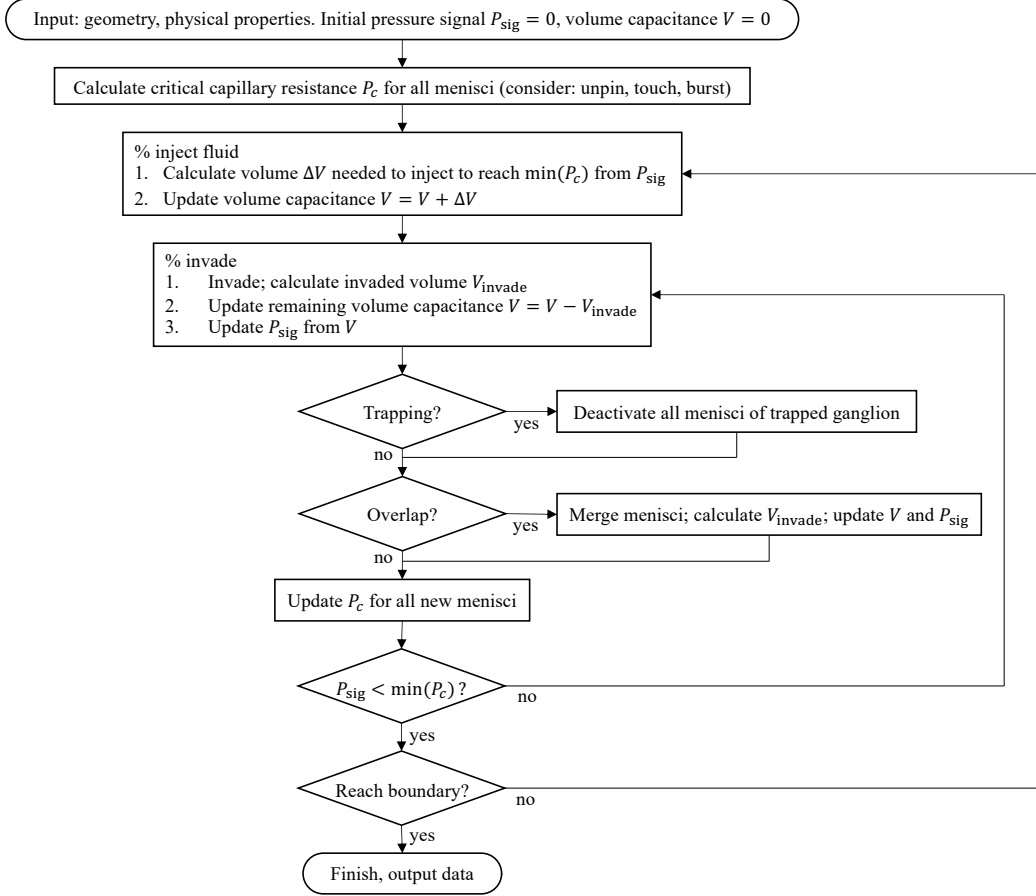 Input: geometry, physical properties. Initial pressure signal P_sig = 0, volume capacitance V = 0
Calculate critical capillary resistance P_c for all menisci (consider: unpin, touch, burst)
% inject fluid
1. Calculate volume ΔV needed to inject to reach min(P_c) from P_sig
2. Update volume capacitance V = V + ΔV
% invade
1. Invade; calculate invaded volume V_invade
2. Update remaining volume capacitance V = V − V_invade
3. Update P_sig from V
Trapping?
yes
Deactivate all menisci of trapped ganglion
no
Overlap?
yes
Merge menisci; calculate V_invade; update V and P_sig
no
Update P_c for all new menisci
P_sig < min(P_c) ?
no
yes
Reach boundary?
no
yes
Finish, output data